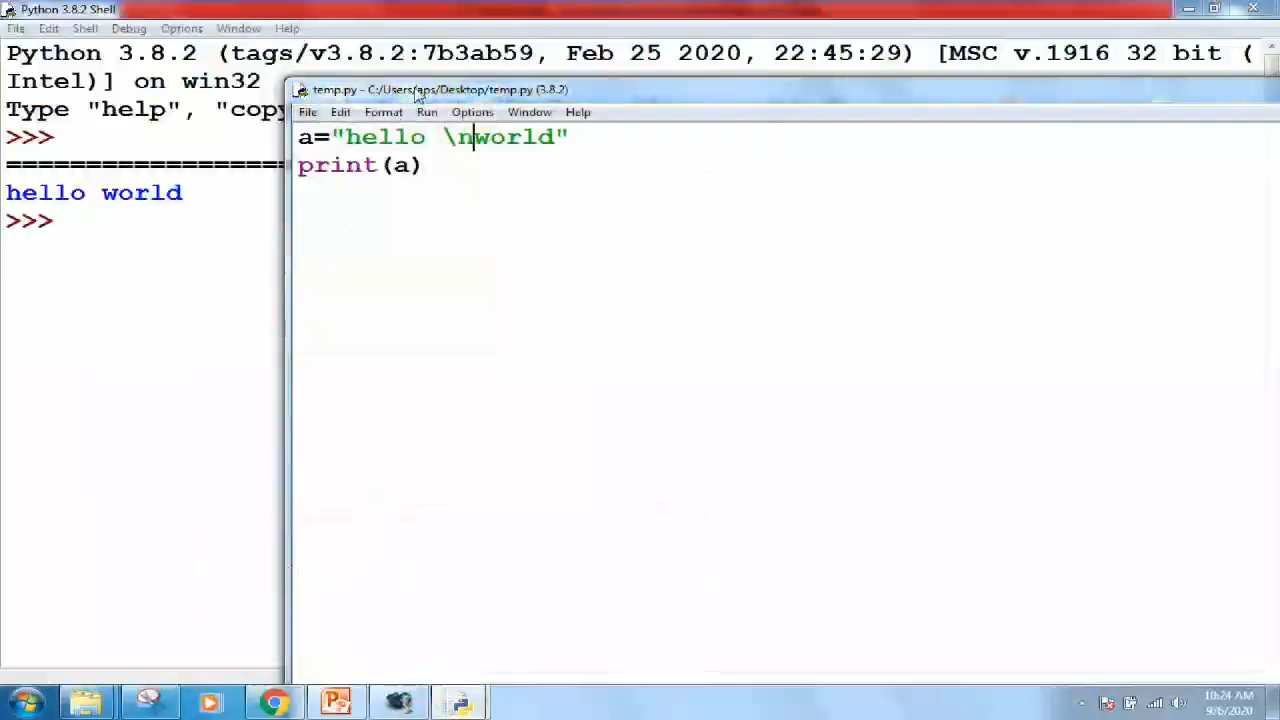 Python 3.8.2 Shell
File Edit Shell Debug Options Window Help
Python 3.8.2 (tags/v3.8.2:7b3ab59, Feb 25 2020, 22:45:29) [MSC v.1916 32 bit (
Intel)] on win32
Type "help", "copy
>>>
=================
hello world
>>>
temp.py - C:/Users/aps/Desktop/temp.py (3.8.2)
File Edit Format Run Options Window Help
a="hello \nworld"
print(a)
10:24 AM
9/6/2020